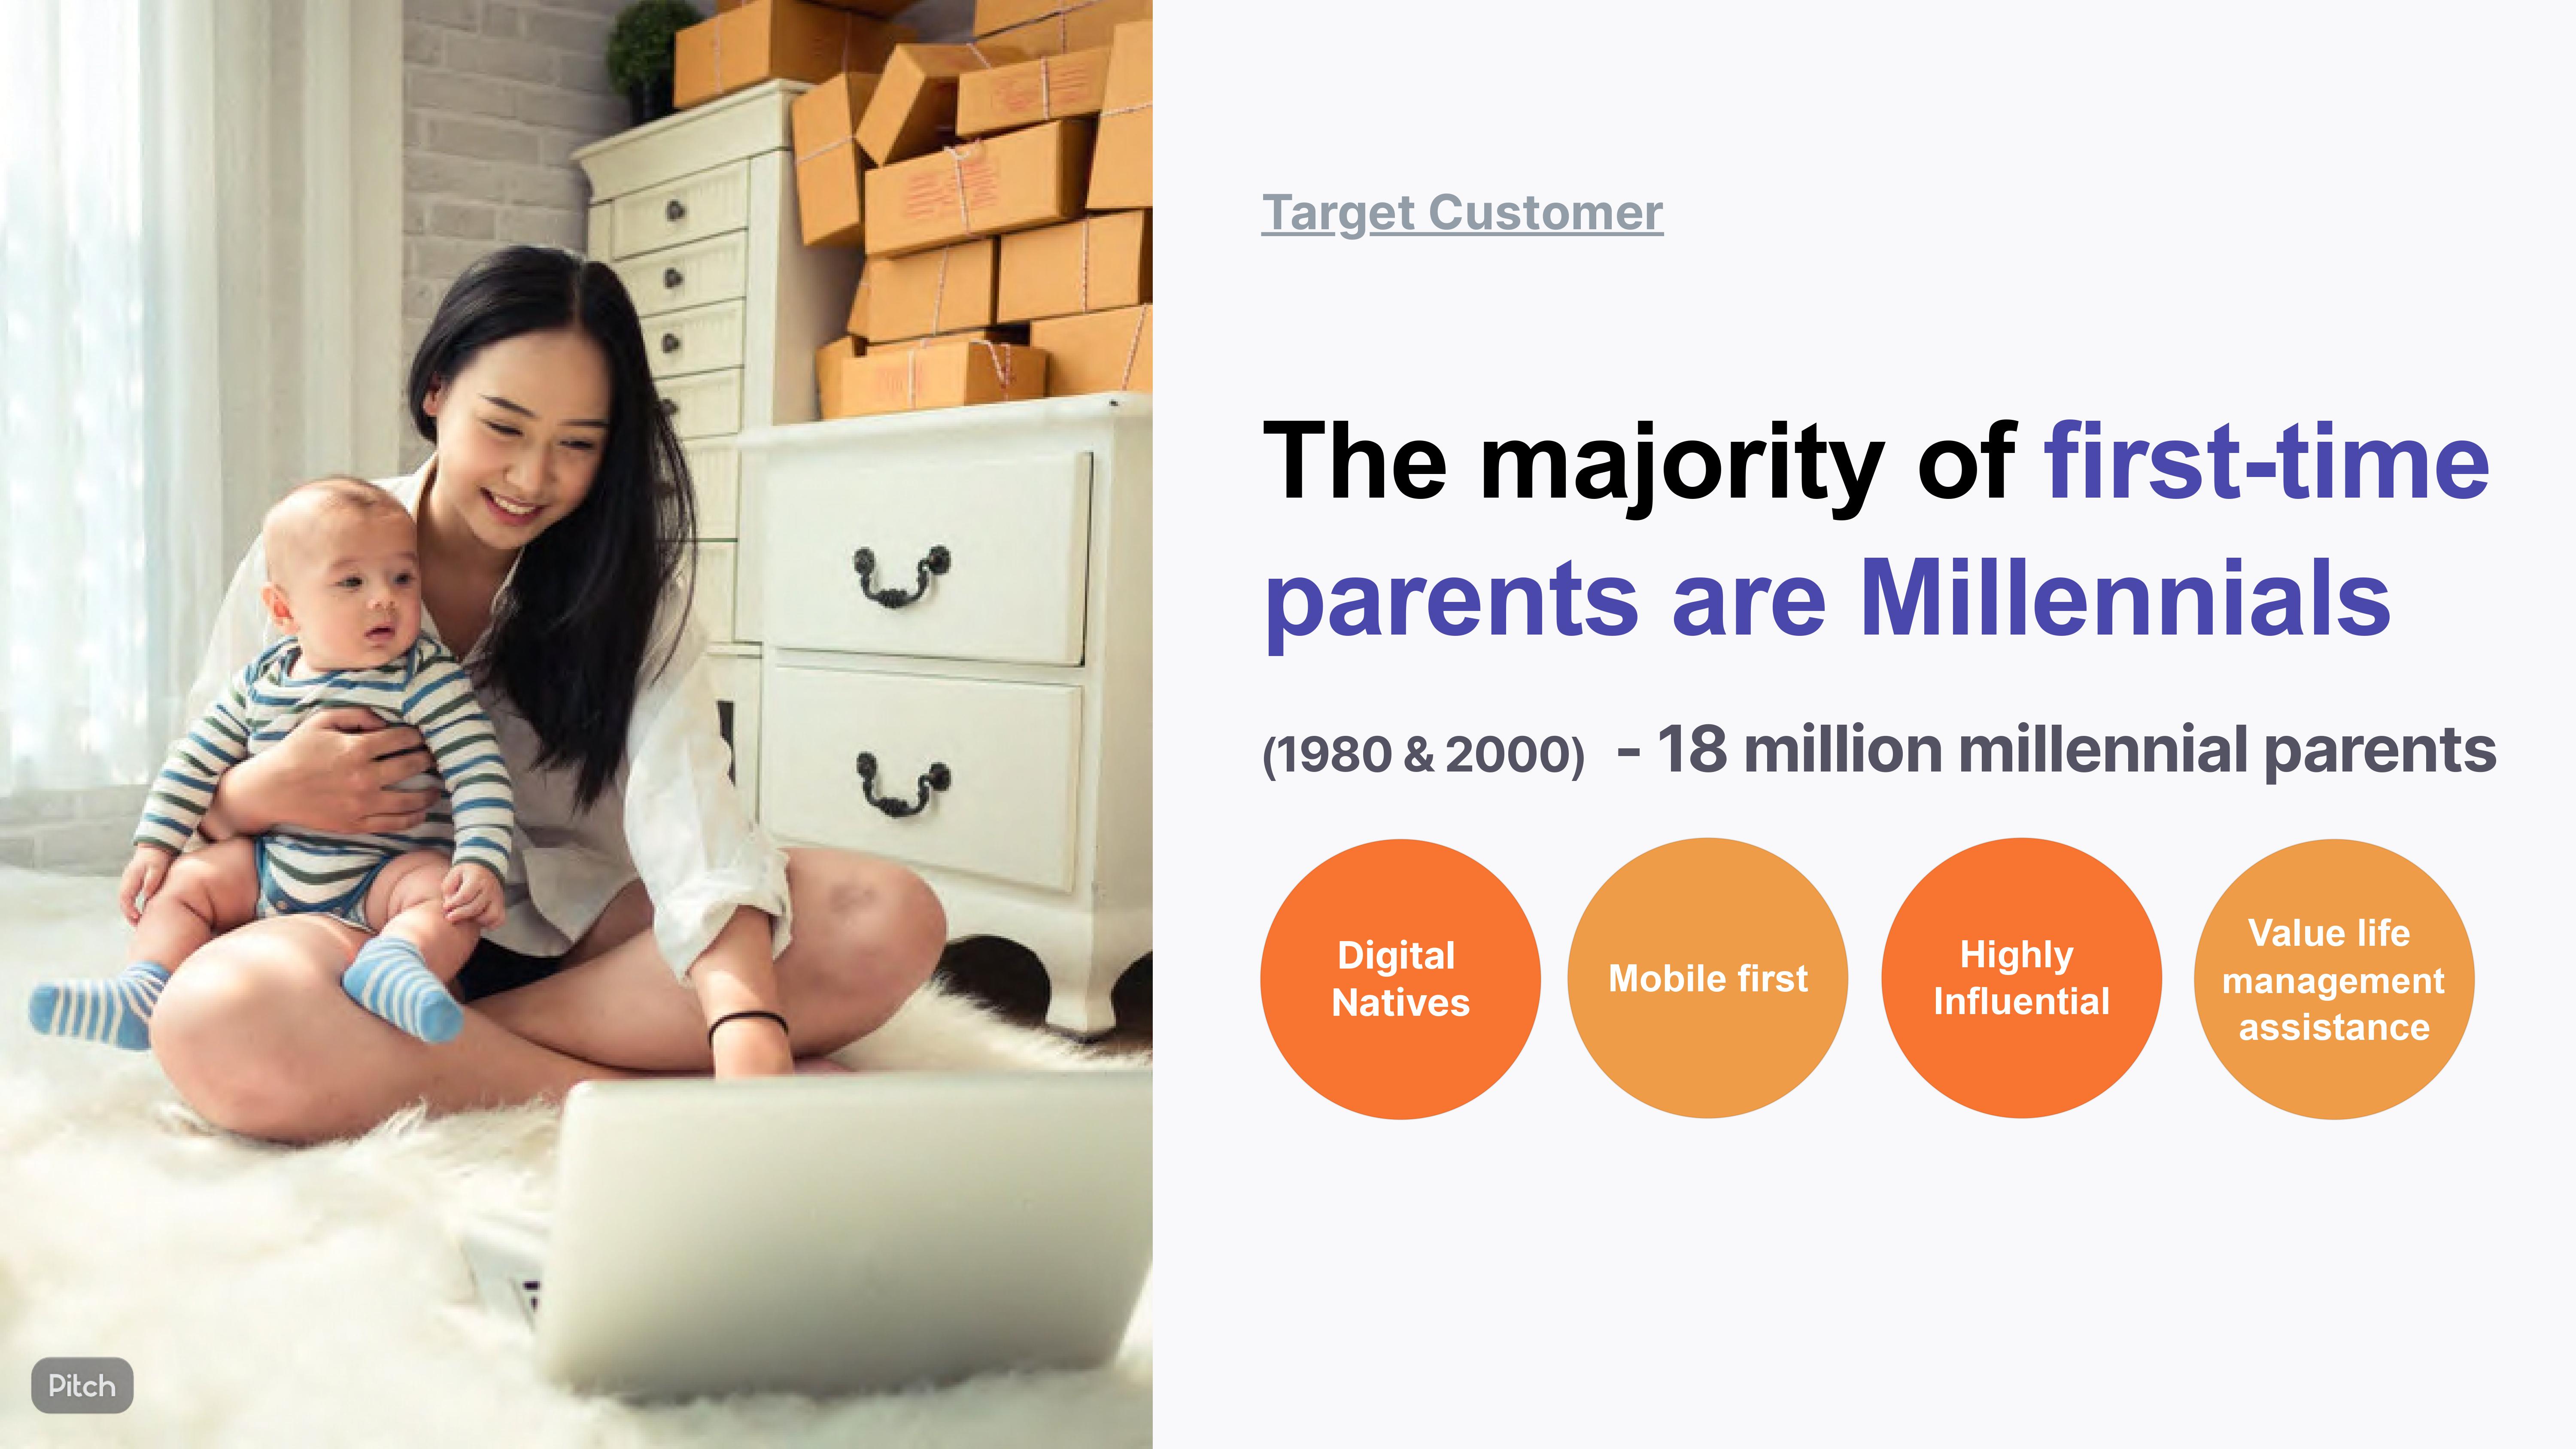 Target Customer
The majority of first-time
parents are Millennials
(1980 & 2000) - 18 million millennial parents
Digital
Natives
Mobile first
Highly
Influential
Value life
management
assistance
Pitch